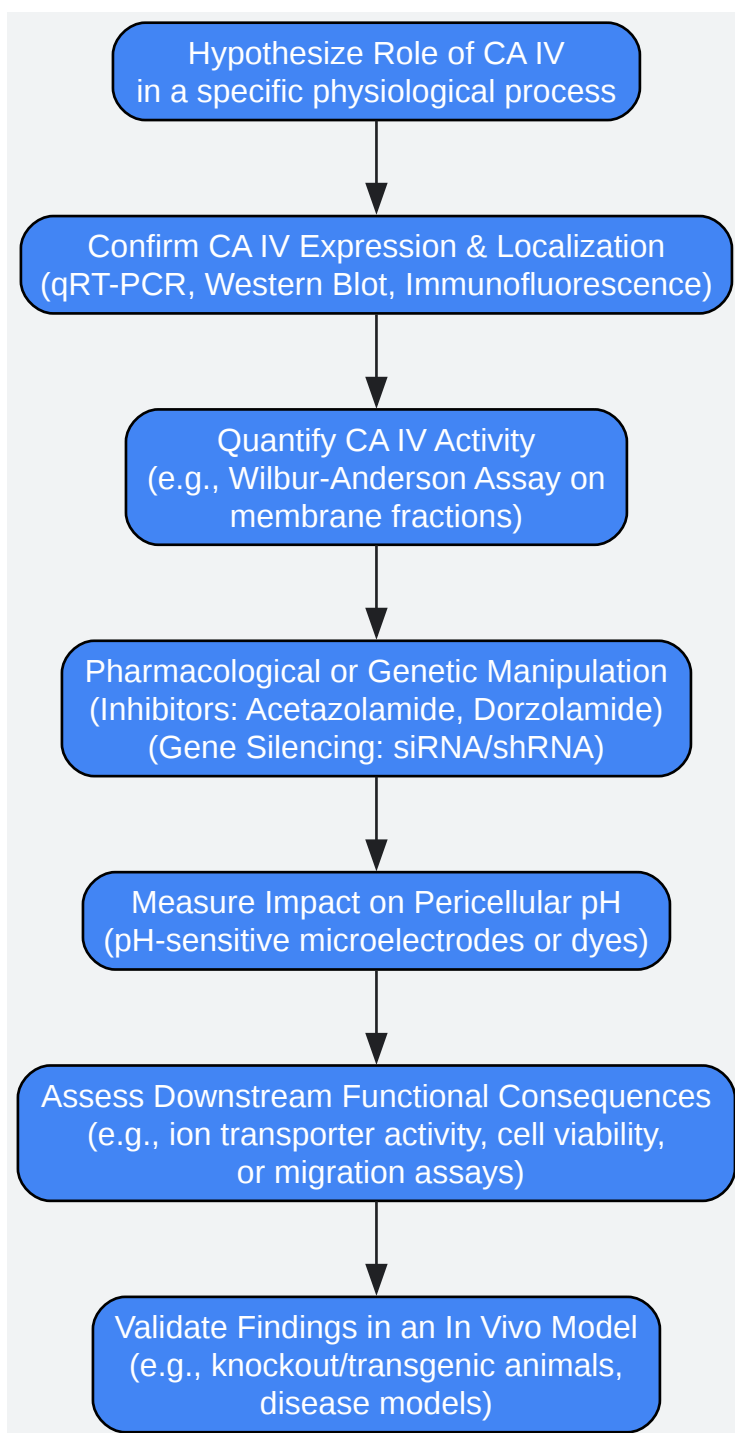 Hypothesize Role of CA IV
in a specific physiological process
Confirm CA IV Expression & Localization
(qRT-PCR, Western Blot, Immunofluorescence)
Quantify CA IV Activity
(e.g., Wilbur-Anderson Assay on
membrane fractions)
Pharmacological or Genetic Manipulation
(Inhibitors: Acetazolamide, Dorzolamide)
(Gene Silencing: siRNA/shRNA)
Measure Impact on Pericellular pH
(pH-sensitive microelectrodes or dyes)
Assess Downstream Functional Consequences
(e.g., ion transporter activity, cell viability,
or migration assays)
Validate Findings in an In Vivo Model
(e.g., knockout/transgenic animals,
disease models)